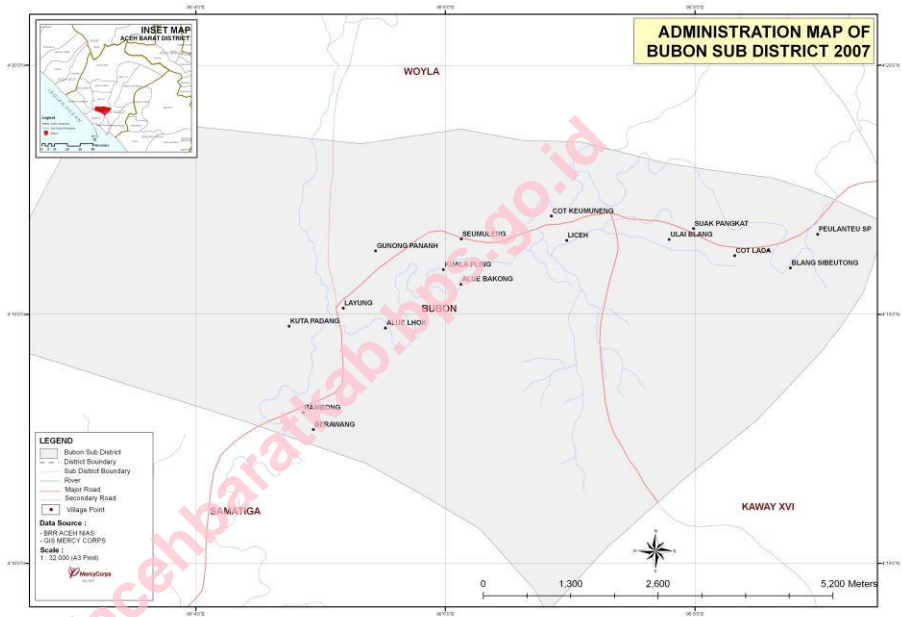 ADMINISTRATION MAP OF
BUBON SUB DISTRICT 2007
INSET MAP
ACEH BARAT DISTRICT
INDIAN OCEAN
Legend
WOYLA
COT KEUMUNENG
SUAK PANGKAT
PEULANTEU SP
SEUMULENG
LICEH
ULAI BLANG
GUNONG PANANH
COT LADA
KUALA PLING
BLANG SIBEUTONG
ALUE BAKONG
LAYUNG
BUBON
KUTA PADANG
ALUE LHOK
RAMBONG
BERAWANG
SAMATIGA
KAWAY XVI
LEGEND
Bubon Sub District
District Boundary
Sub District Boundary
River
Major Road
Secondary Road
Village Point
Data Source :
- BRR ACEH NIAS
- GIS MERCY CORPS
Scale :
1 : 32,000 (A3 Print)
MercyCorps
0 1,300 2,600 5,200 Meters
acehbaratkab.bps.go.id